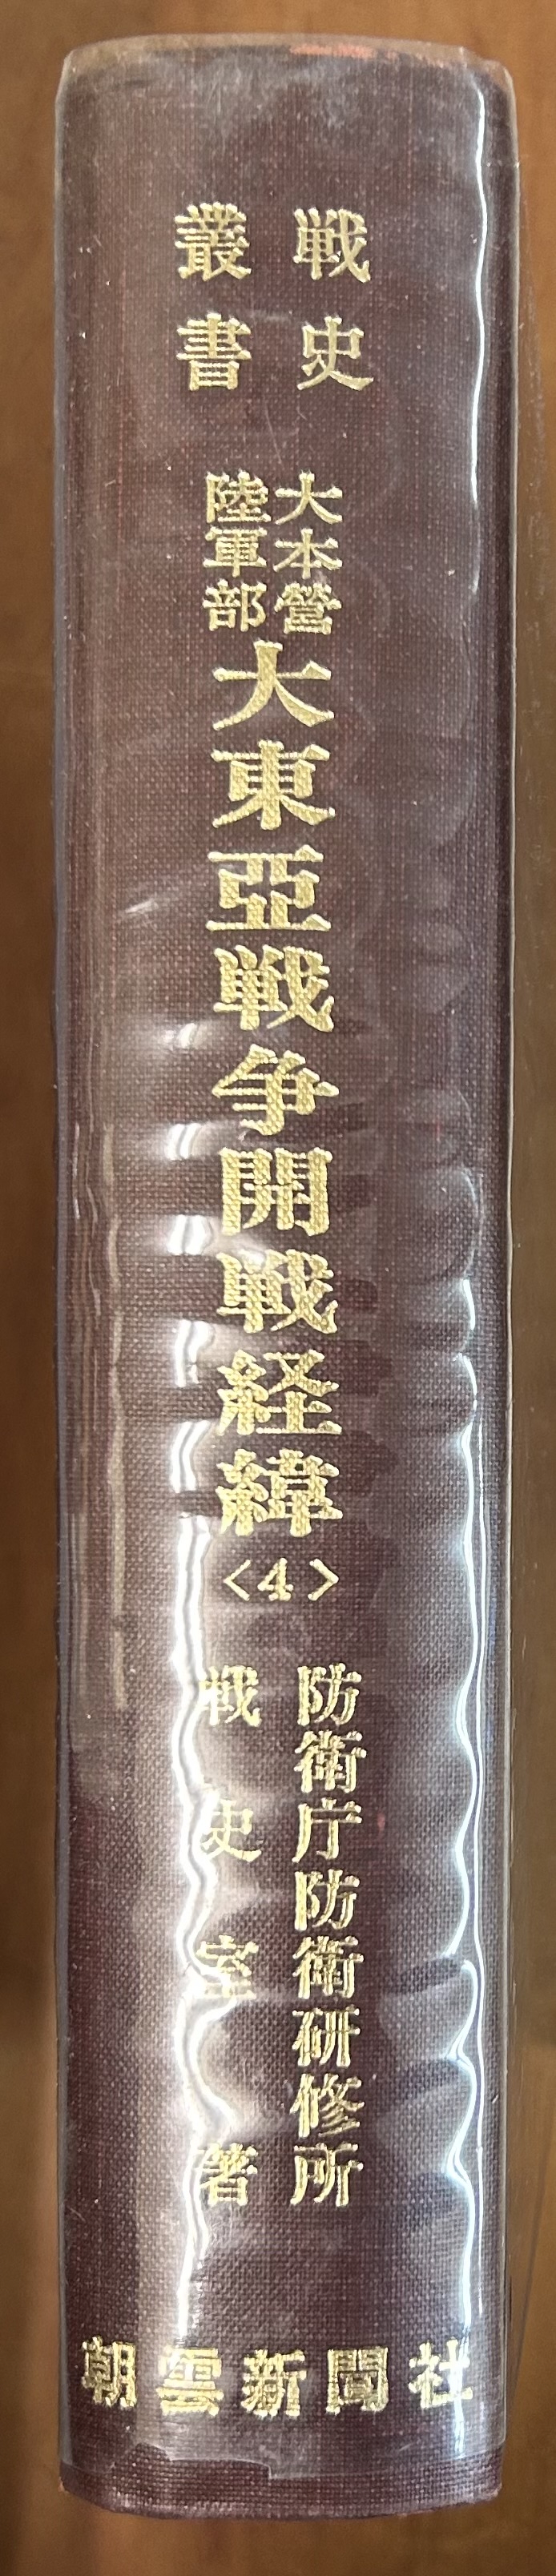 戦史
叢書
大本営
陸軍部
大東亞戦争開戦経緯<4>
防衛庁防衛研修所
戦史室著
朝雲新聞社